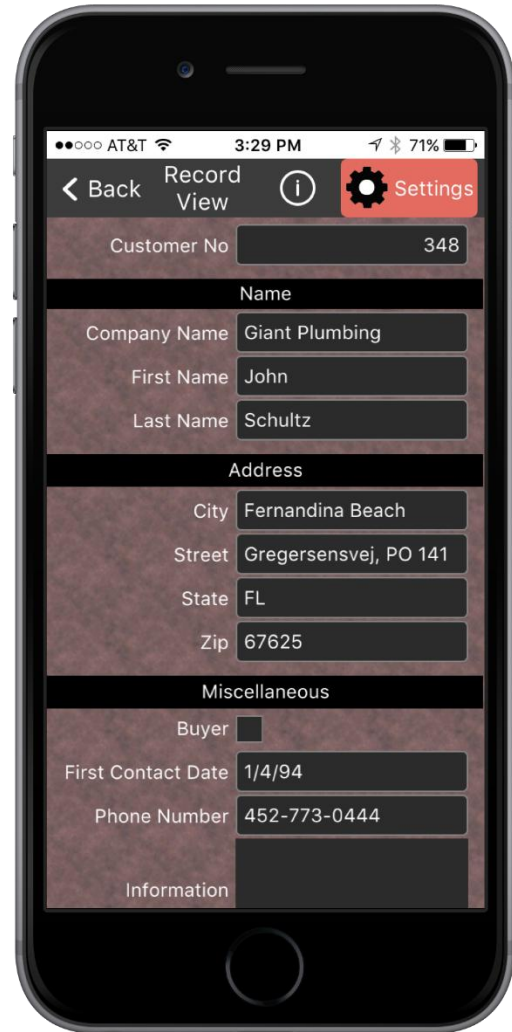 AT&T 3:29 PM 71%
Back Record View Settings
Customer No 348
Name
Company Name Giant Plumbing
First Name John
Last Name Schultz
Address
City Fernandina Beach
Street Gregersensvej, PO 141
State FL
Zip 67625
Miscellaneous
Buyer
First Contact Date 1/4/94
Phone Number 452-773-0444
Information